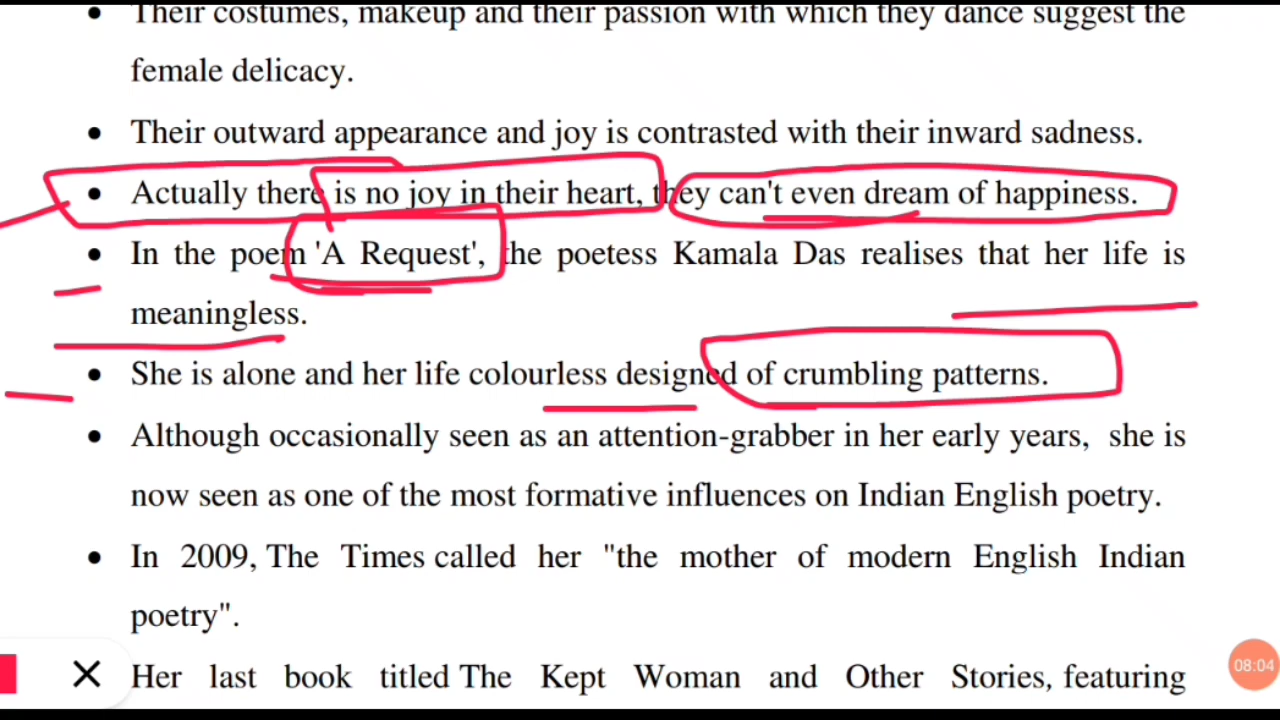 • Their costumes, makeup and their passion with which they dance suggest the
female delicacy.
• Their outward appearance and joy is contrasted with their inward sadness.
• Actually there is no joy in their heart, they can't even dream of happiness.
• In the poem 'A Request', the poetess Kamala Das realises that her life is
meaningless.
• She is alone and her life colourless designed of crumbling patterns.
• Although occasionally seen as an attention-grabber in her early years, she is
now seen as one of the most formative influences on Indian English poetry.
• In 2009, The Times called her "the mother of modern English Indian
poetry".
Her last book titled The Kept Woman and Other Stories, featuring
08:04